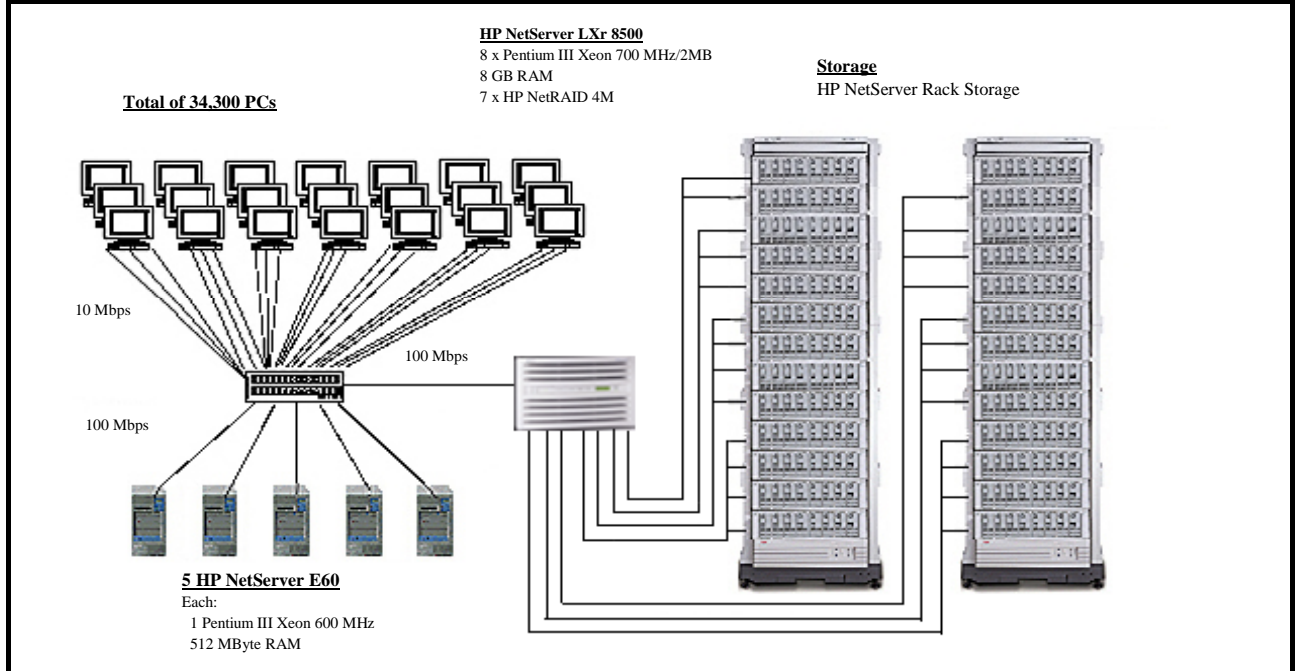 HP NetServer LXr 8500
8 x Pentium III Xeon 700 MHz/2MB
8 GB RAM
7 x HP NetRAID 4M
Storage
HP NetServer Rack Storage
Total of 34,300 PCs
10 Mbps
100 Mbps
100 Mbps
5 HP NetServer E60
Each:
1 Pentium III Xeon 600 MHz
512 MByte RAM